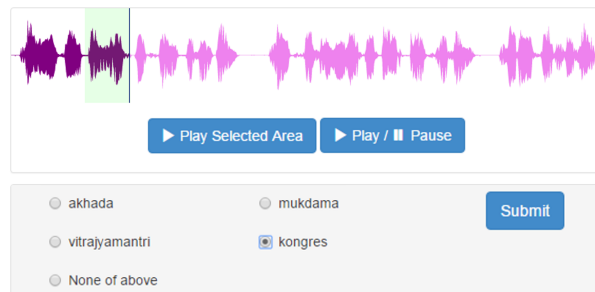 Play Selected Area Play / Pause
akhada mukdama Submit
vitrajyamantri kongres
None of above